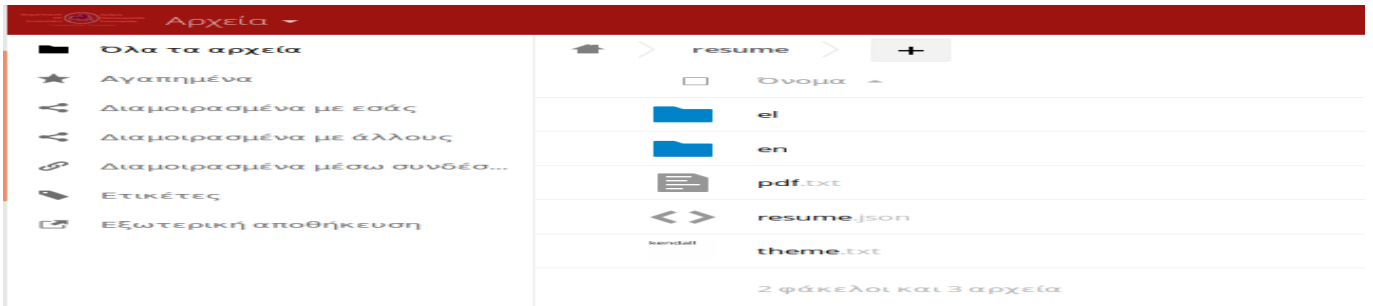 Αρχεία
Όλα τα αρχεία
Αγαπημένα
Διαμοιρασμένα με εσάς
Διαμοιρασμένα με άλλους
Διαμοιρασμένα μέσω συνδέσ...
Ετικέτες
Εξωτερική αποθήκευση
resume +
Όνομα
el
en
pdf.txt
resume.json
kendall
theme.txt
2 φάκελοι και 3 αρχεία